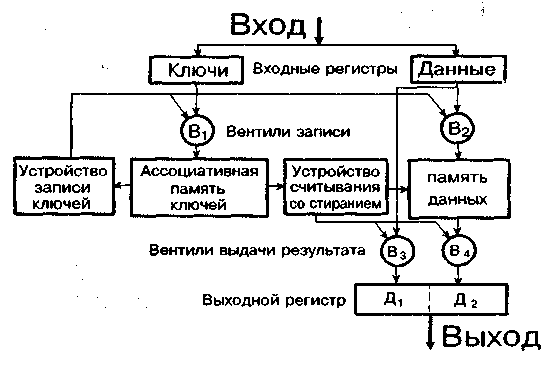 Вход
Ключи
Входные регистры
Данные
В1
Вентили записи
В2
Устройство
записи
ключей
Ассоциативная
память
ключей
Устройство
считывания
со стиранием
память
данных
Вентили выдачи результата
В3
В4
Выходной регистр
Д1
Д2
Выход